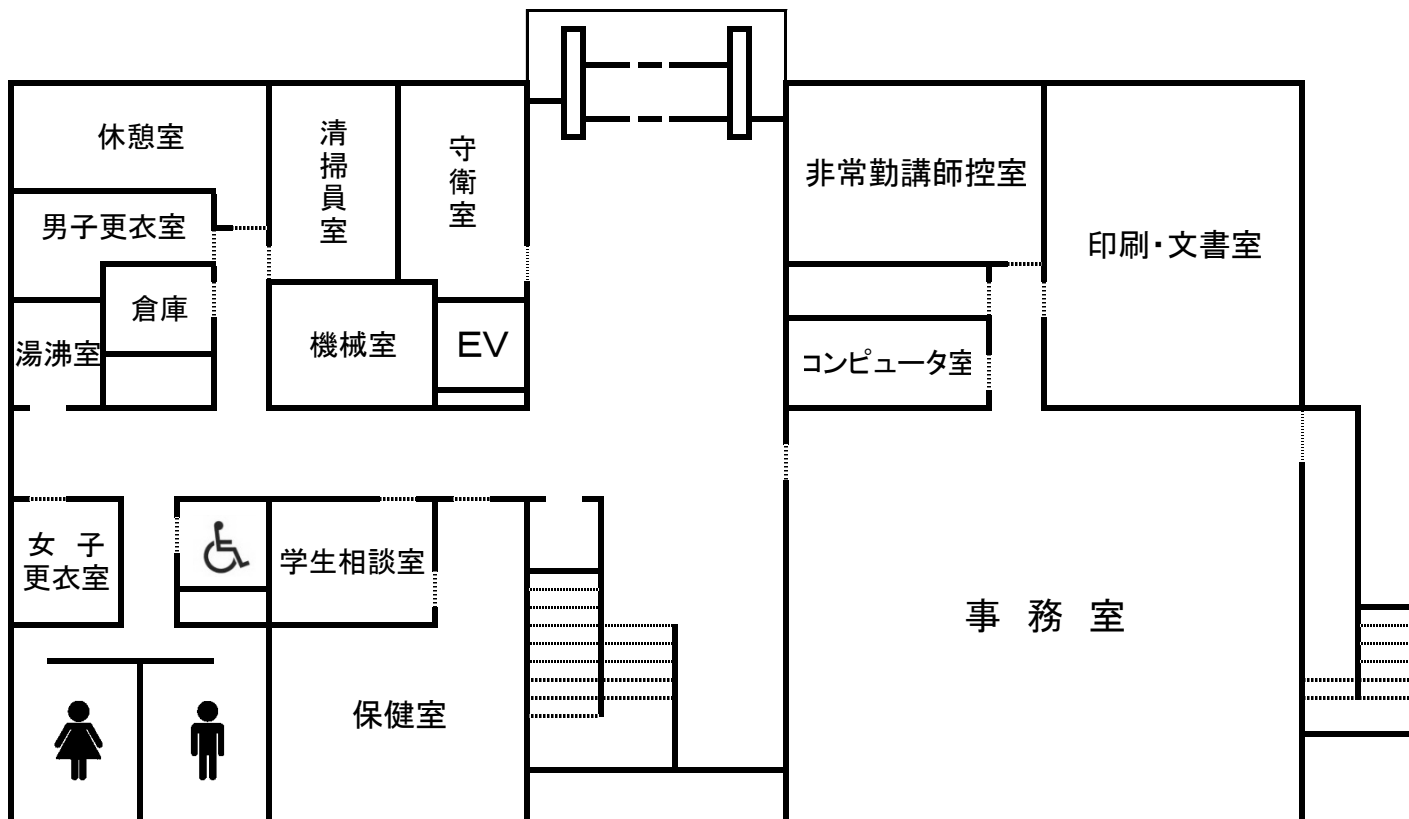 休憩室
清掃員室
守衛室
非常勤講師控室
男子更衣室
印刷・文書室
倉庫
湯沸室
機械室
EV
コンピュータ室
女 子
更衣室
学生相談室
事 務 室
保健室